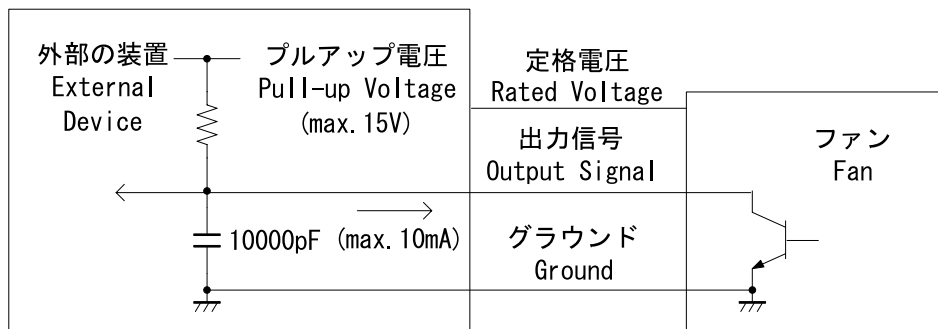 外部の装置
External
Device
プルアップ電圧
Pull-up Voltage
(max. 15V)
定格電圧
Rated Voltage
出力信号
Output Signal
ファン
Fan
10000pF (max. 10mA)
グラウンド
Ground